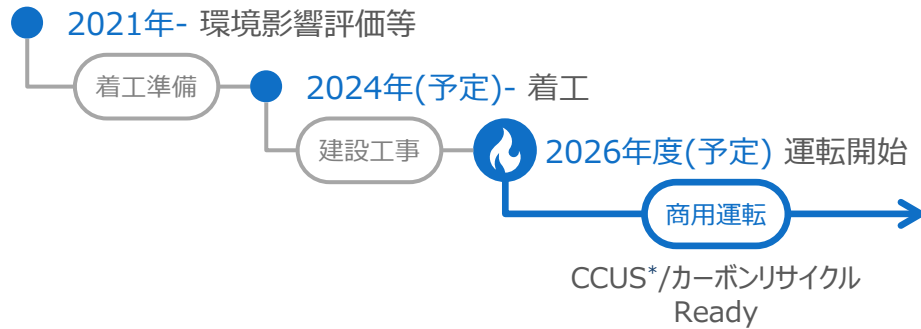 2021年- 環境影響評価等
着工準備
2024年(予定)- 着工
建設工事
2026年度(予定) 運転開始
商用運転
CCUS*/カーボンリサイクル
Ready